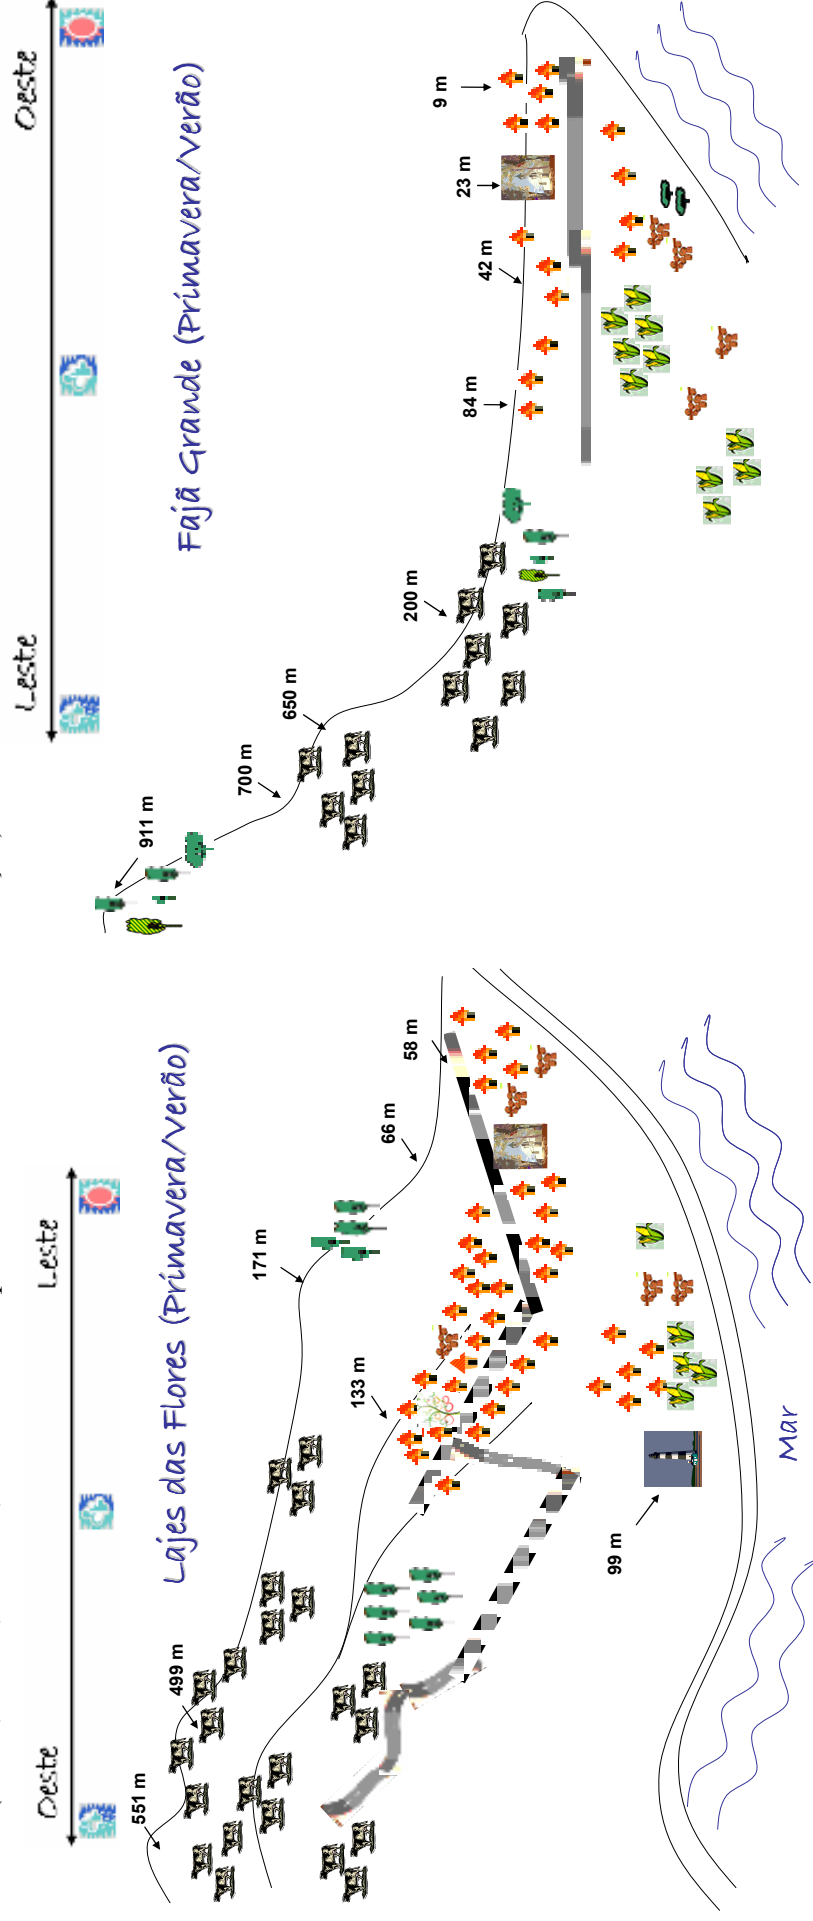 Oeste
Leste
Lajes das Flores (Primavera/Verão)
551 m
499 m
171 m
133 m
66 m
58 m
99 m
Mar
Leste
Oeste
Fajã Grande (Primavera/Verão)
911 m
700 m
650 m
200 m
84 m
42 m
23 m
9 m